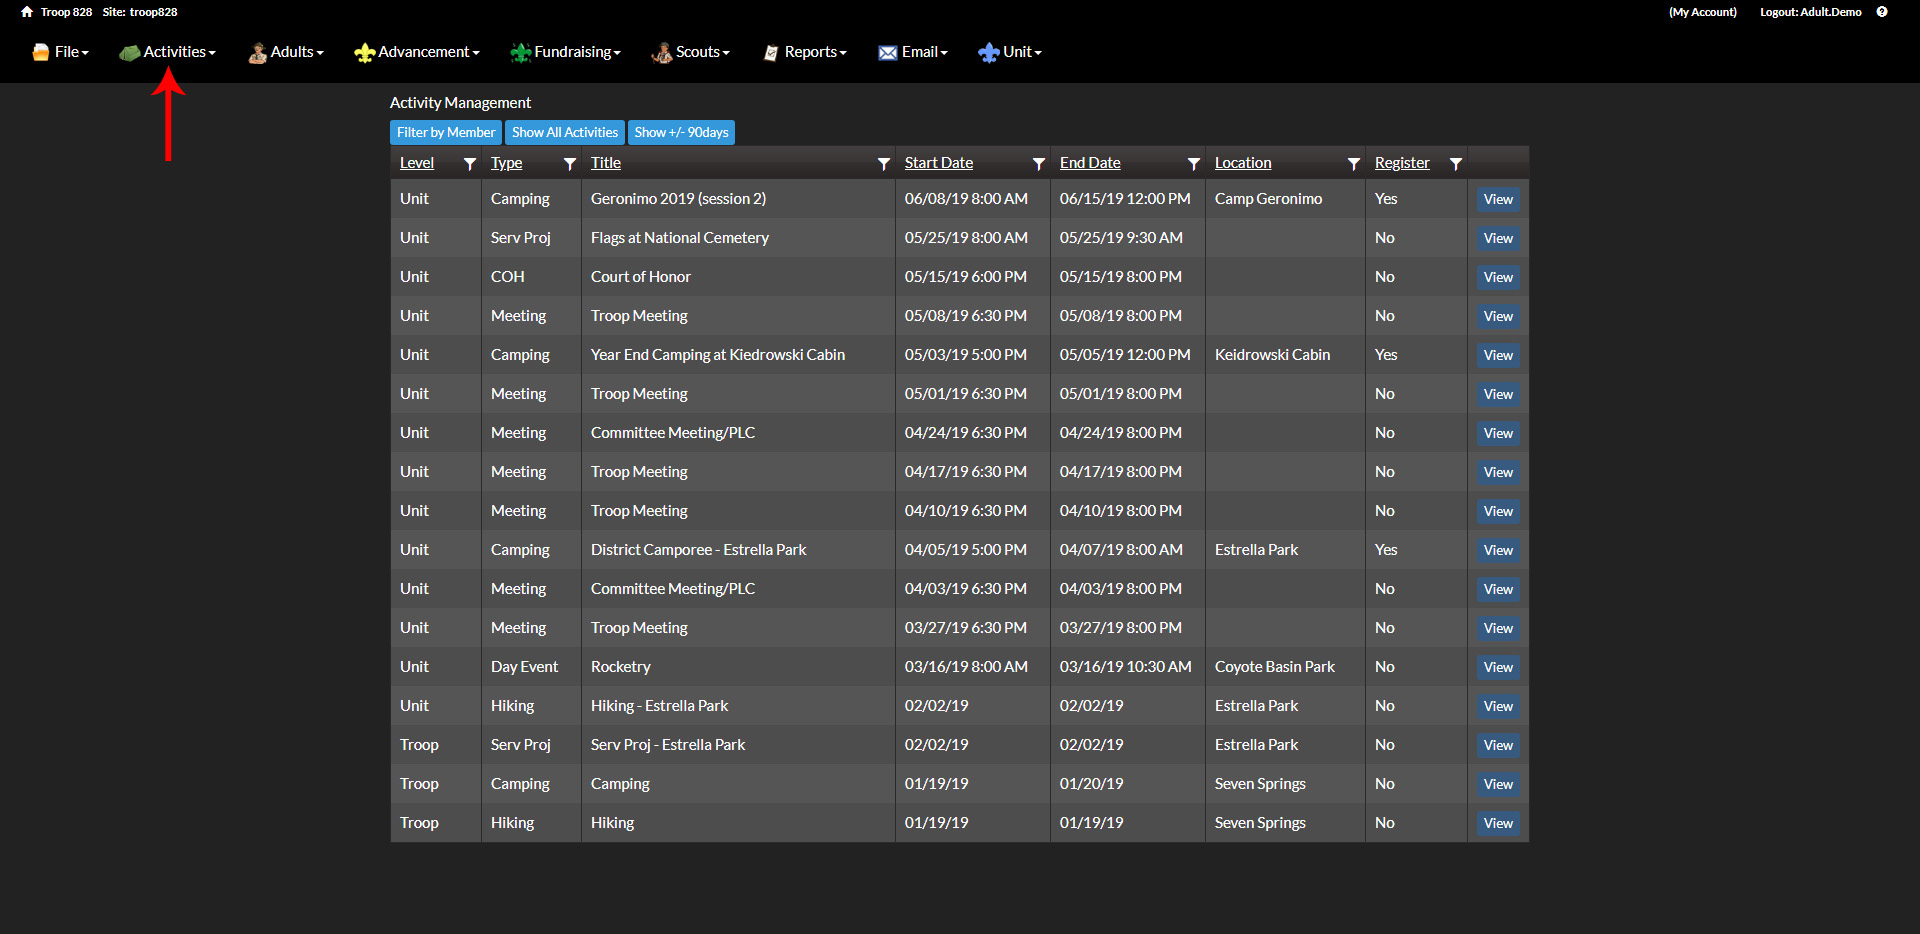 Troop 828 Site: troop828 (My Account) Logout: Adult.Demo
File Activities Adults Advancement Fundraising Scouts Reports Email Unit
Activity Management
Filter by Member Show All Activities Show +/- 90days
Level Type Title Start Date End Date Location Register
Unit Camping Geronimo 2019 (session 2) 06/08/19 8:00 AM 06/15/19 12:00 PM Camp Geronimo Yes View
Unit Serv Proj Flags at National Cemetery 05/25/19 8:00 AM 05/25/19 9:30 AM No View
Unit COH Court of Honor 05/15/19 6:00 PM 05/15/19 8:00 PM No View
Unit Meeting Troop Meeting 05/08/19 6:30 PM 05/08/19 8:00 PM No View
Unit Camping Year End Camping at Kiedrowski Cabin 05/03/19 5:00 PM 05/05/19 12:00 PM Keidrowski Cabin Yes View
Unit Meeting Troop Meeting 05/01/19 6:30 PM 05/01/19 8:00 PM No View
Unit Meeting Committee Meeting/PLC 04/24/19 6:30 PM 04/24/19 8:00 PM No View
Unit Meeting Troop Meeting 04/17/19 6:30 PM 04/17/19 8:00 PM No View
Unit Meeting Troop Meeting 04/10/19 6:30 PM 04/10/19 8:00 PM No View
Unit Camping District Camporee - Estrella Park 04/05/19 5:00 PM 04/07/19 8:00 AM Estrella Park Yes View
Unit Meeting Committee Meeting/PLC 04/03/19 6:30 PM 04/03/19 8:00 PM No View
Unit Meeting Troop Meeting 03/27/19 6:30 PM 03/27/19 8:00 PM No View
Unit Day Event Rocketry 03/16/19 8:00 AM 03/16/19 10:30 AM Coyote Basin Park No View
Unit Hiking Hiking - Estrella Park 02/02/19 02/02/19 Estrella Park No View
Troop Serv Proj Serv Proj - Estrella Park 02/02/19 02/02/19 Estrella Park No View
Troop Camping Camping 01/19/19 01/20/19 Seven Springs No View
Troop Hiking Hiking 01/19/19 01/19/19 Seven Springs No View